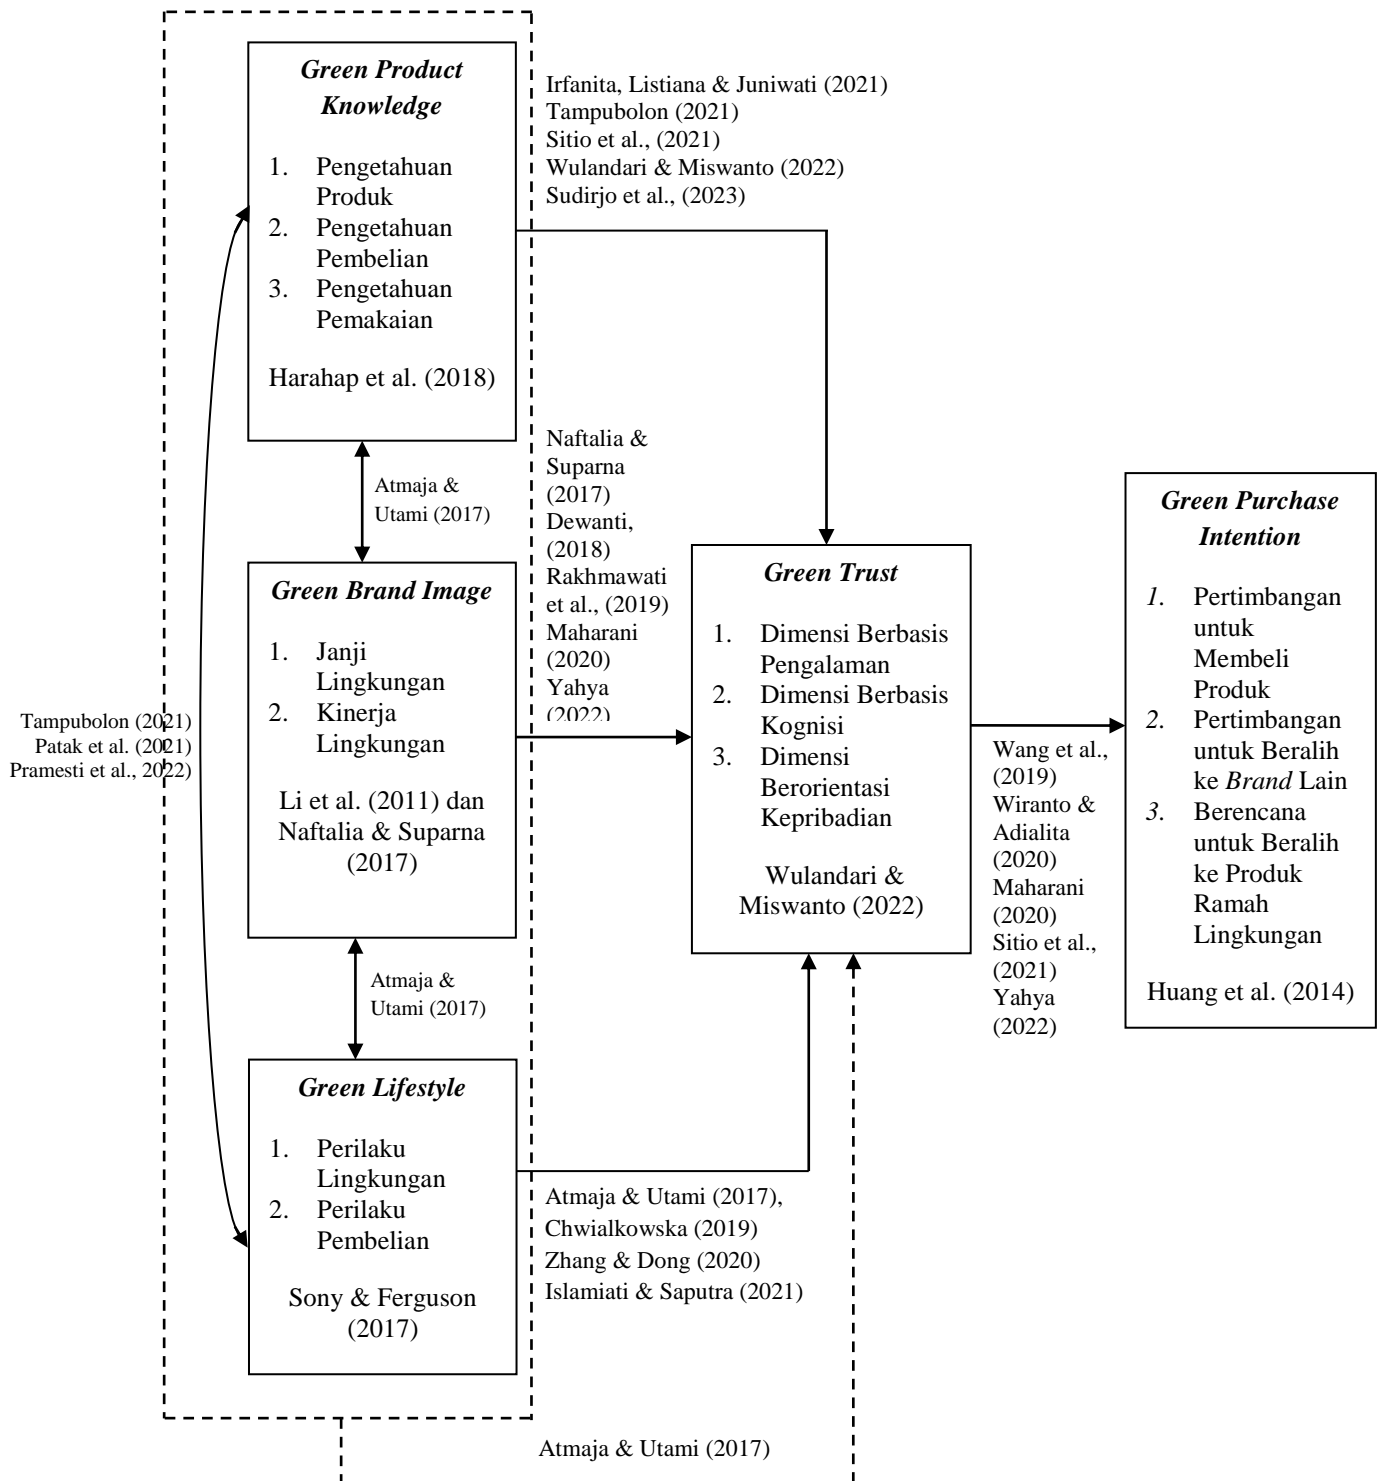 Green Product
Knowledge
1. Pengetahuan
Produk
2. Pengetahuan
Pembelian
3. Pengetahuan
Pemakaian
Harahap et al. (2018)
Irfanita, Listiana & Juniwati (2021)
Tampubolon (2021)
Sitio et al., (2021)
Wulandari & Miswanto (2022)
Sudirjo et al., (2023)
Atmaja &
Utami (2017)
Naftalia &
Suparna
(2017)
Dewanti,
(2018)
Rakhmawati
et al., (2019)
Maharani
(2020)
Yahya
(2022)
Green Brand Image
1. Janji
Lingkungan
2. Kinerja
Lingkungan
Li et al. (2011) dan
Naftalia & Suparna
(2017)
Tampubolon (2021)
Patak et al. (2021)
Pramesti et al., 2022)
Green Trust
1. Dimensi Berbasis
Pengalaman
2. Dimensi Berbasis
Kognisi
3. Dimensi
Berorientasi
Kepribadian
Wulandari &
Miswanto (2022)
Wang et al.,
(2019)
Wiranto &
Adialita
(2020)
Maharani
(2020)
Sitio et al.,
(2021)
Yahya
(2022)
Green Purchase
Intention
1. Pertimbangan
untuk
Membeli
Produk
2. Pertimbangan
untuk Beralih
ke Brand Lain
3. Berencana
untuk Beralih
ke Produk
Ramah
Lingkungan
Huang et al. (2014)
Atmaja &
Utami (2017)
Green Lifestyle
1. Perilaku
Lingkungan
2. Perilaku
Pembelian
Sony & Ferguson
(2017)
Atmaja & Utami (2017),
Chwialkowska (2019)
Zhang & Dong (2020)
Islamiati & Saputra (2021)
Atmaja & Utami (2017)